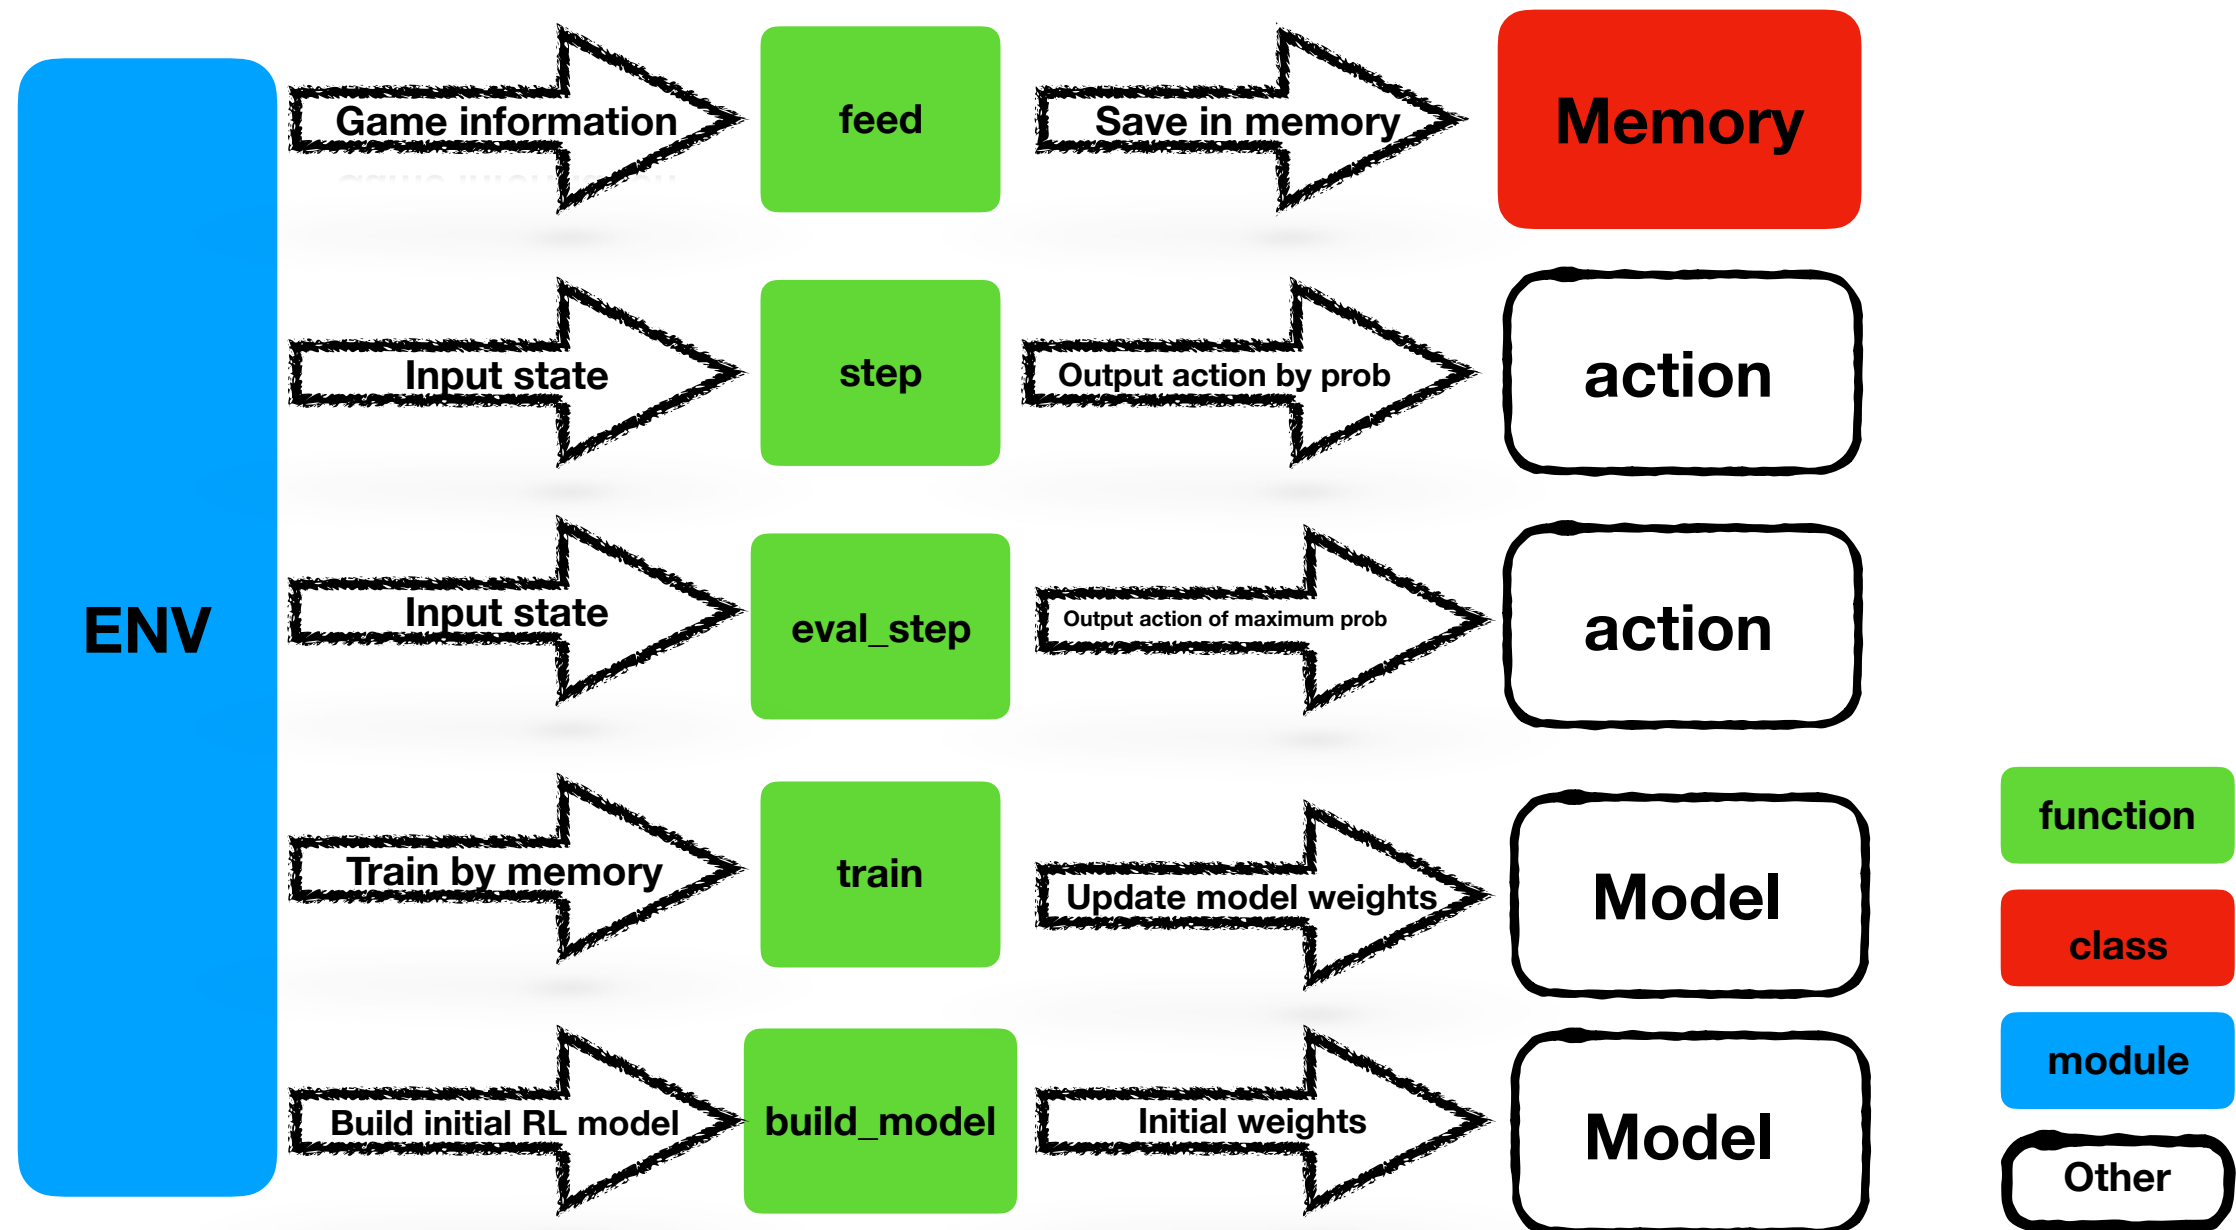 Game information
feed
Save in memory
Memory
Input state
step
Output action by prob
action
ENV
Input state
eval_step
Output action of maximum prob
action
Train by memory
train
Update model weights
Model
Build initial RL model
build_model
Initial weights
Model
function
class
module
Other